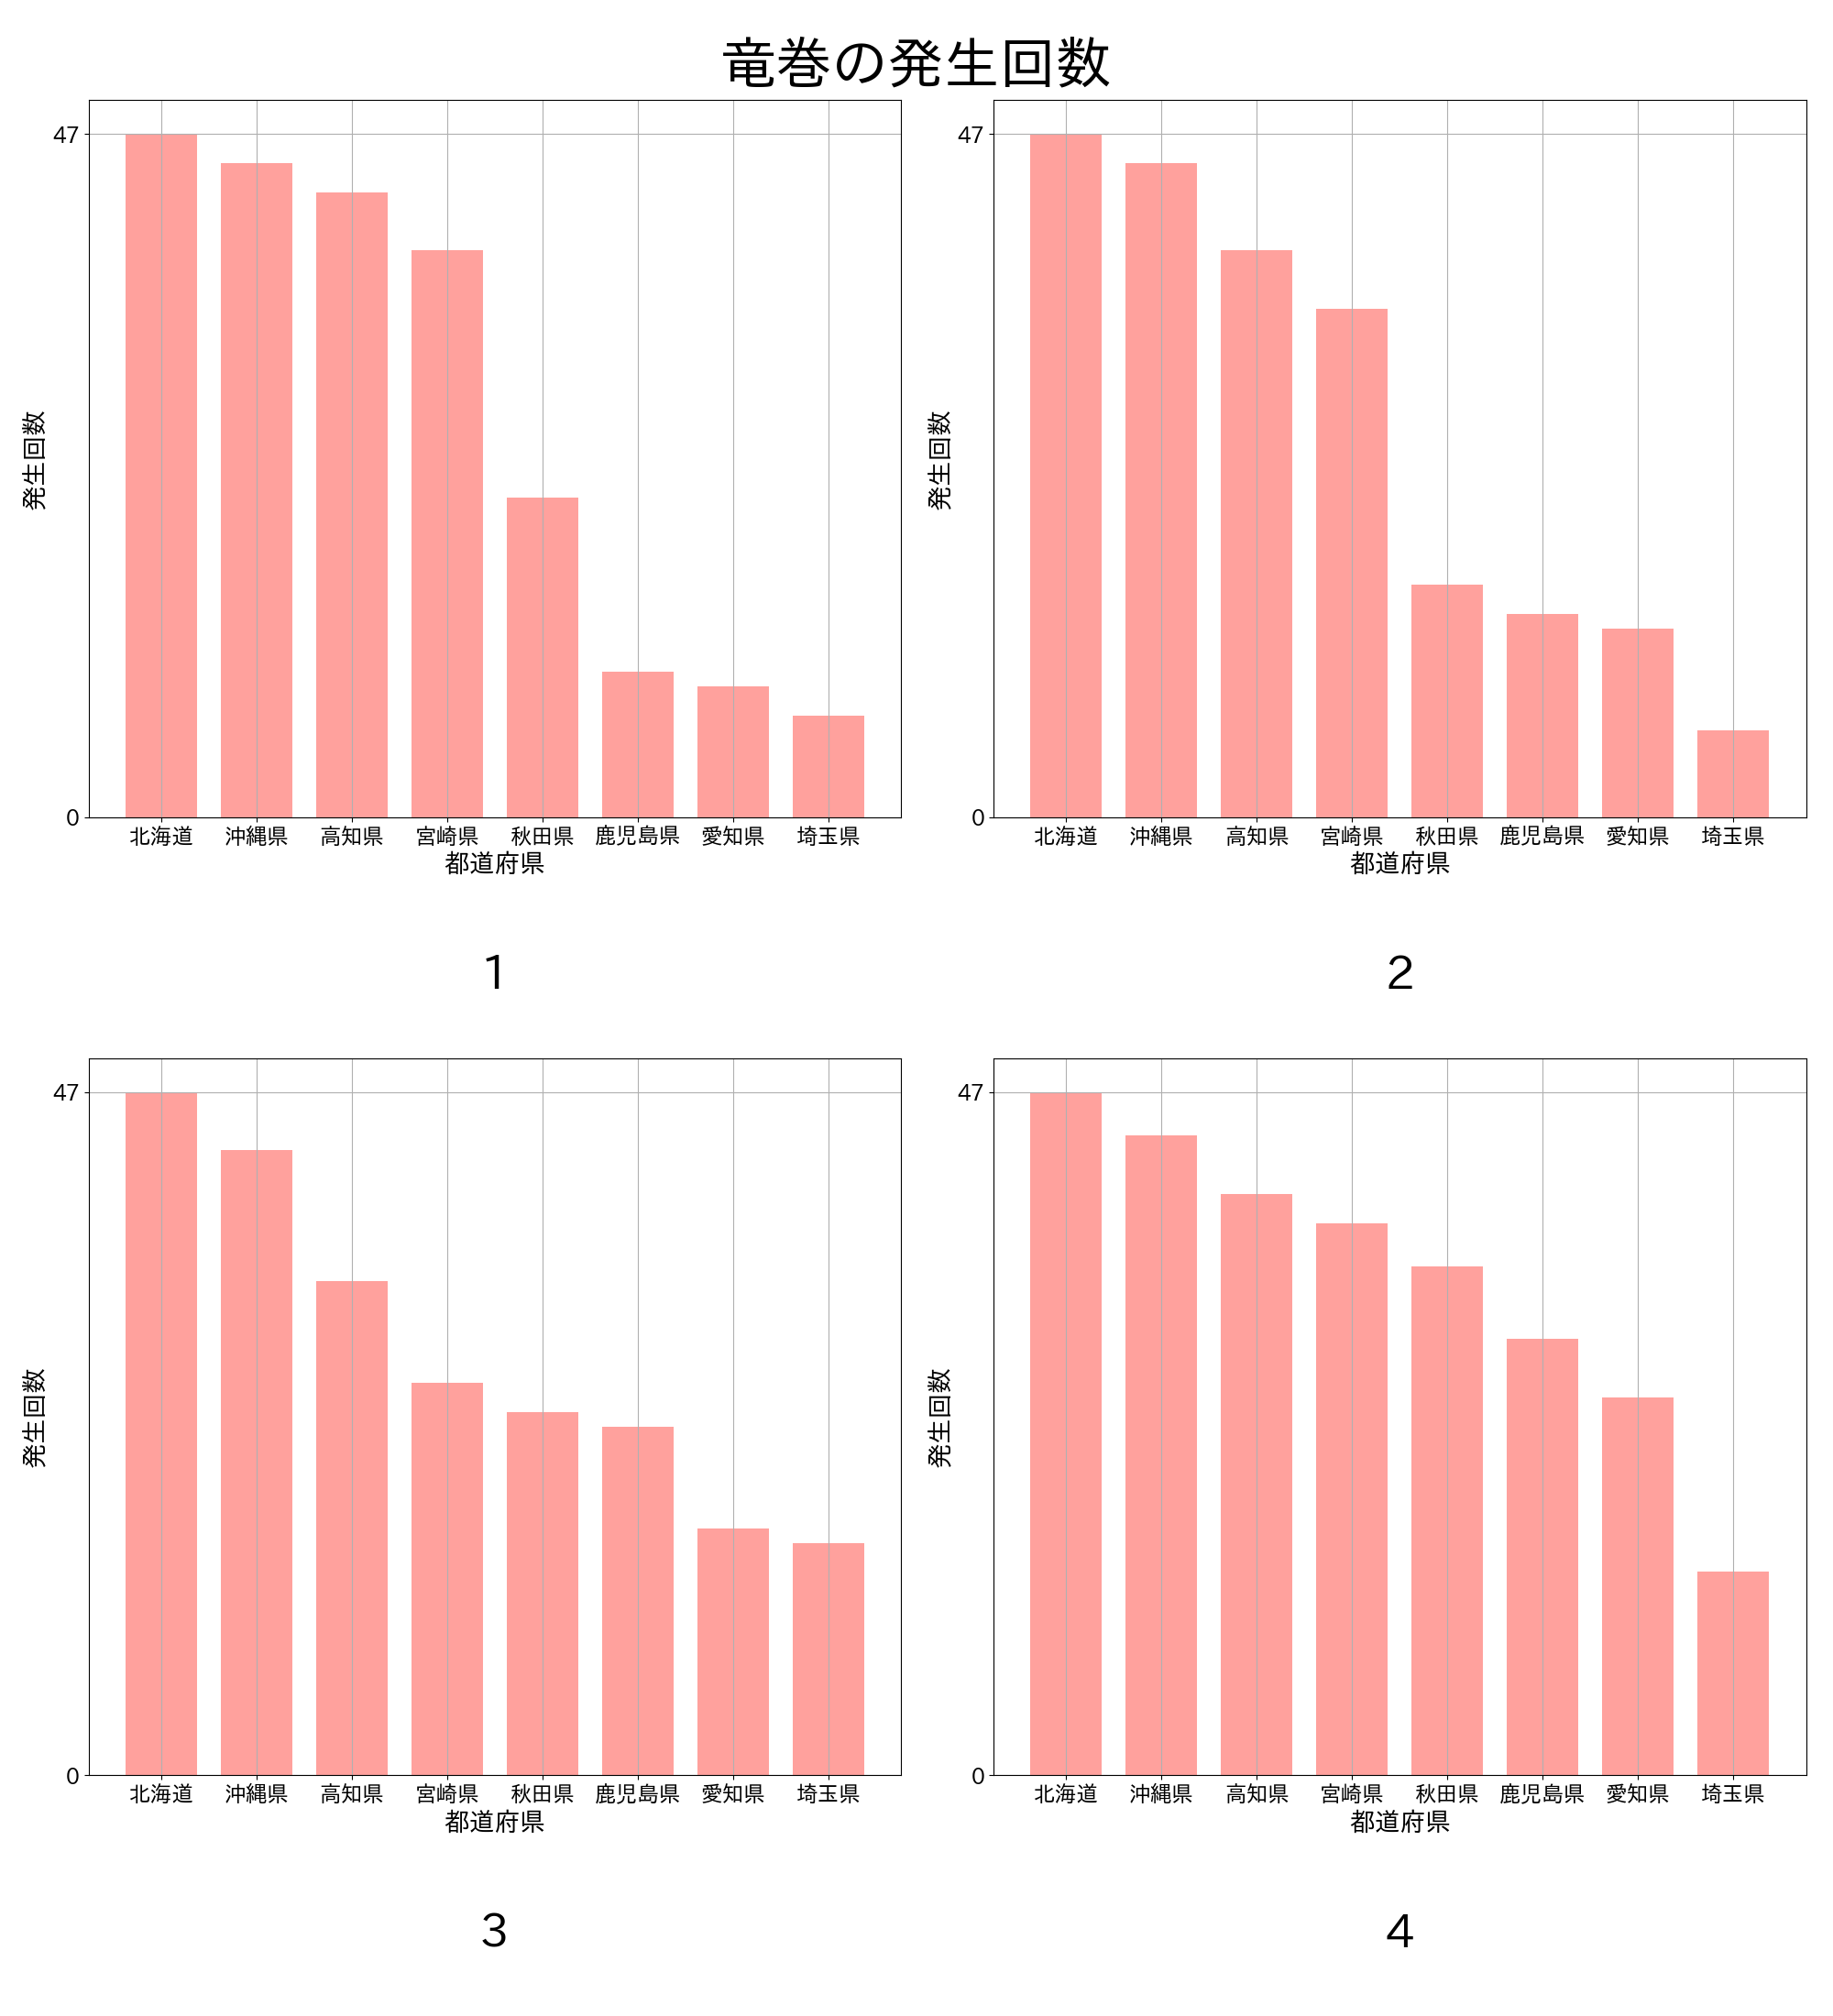 竜巻の発生回数
47
0
発生回数
北海道 沖縄県 高知県 宮崎県 秋田県 鹿児島県 愛知県 埼玉県
都道府県
1
47
0
発生回数
北海道 沖縄県 高知県 宮崎県 秋田県 鹿児島県 愛知県 埼玉県
都道府県
2
47
0
発生回数
北海道 沖縄県 高知県 宮崎県 秋田県 鹿児島県 愛知県 埼玉県
都道府県
3
47
0
発生回数
北海道 沖縄県 高知県 宮崎県 秋田県 鹿児島県 愛知県 埼玉県
都道府県
4